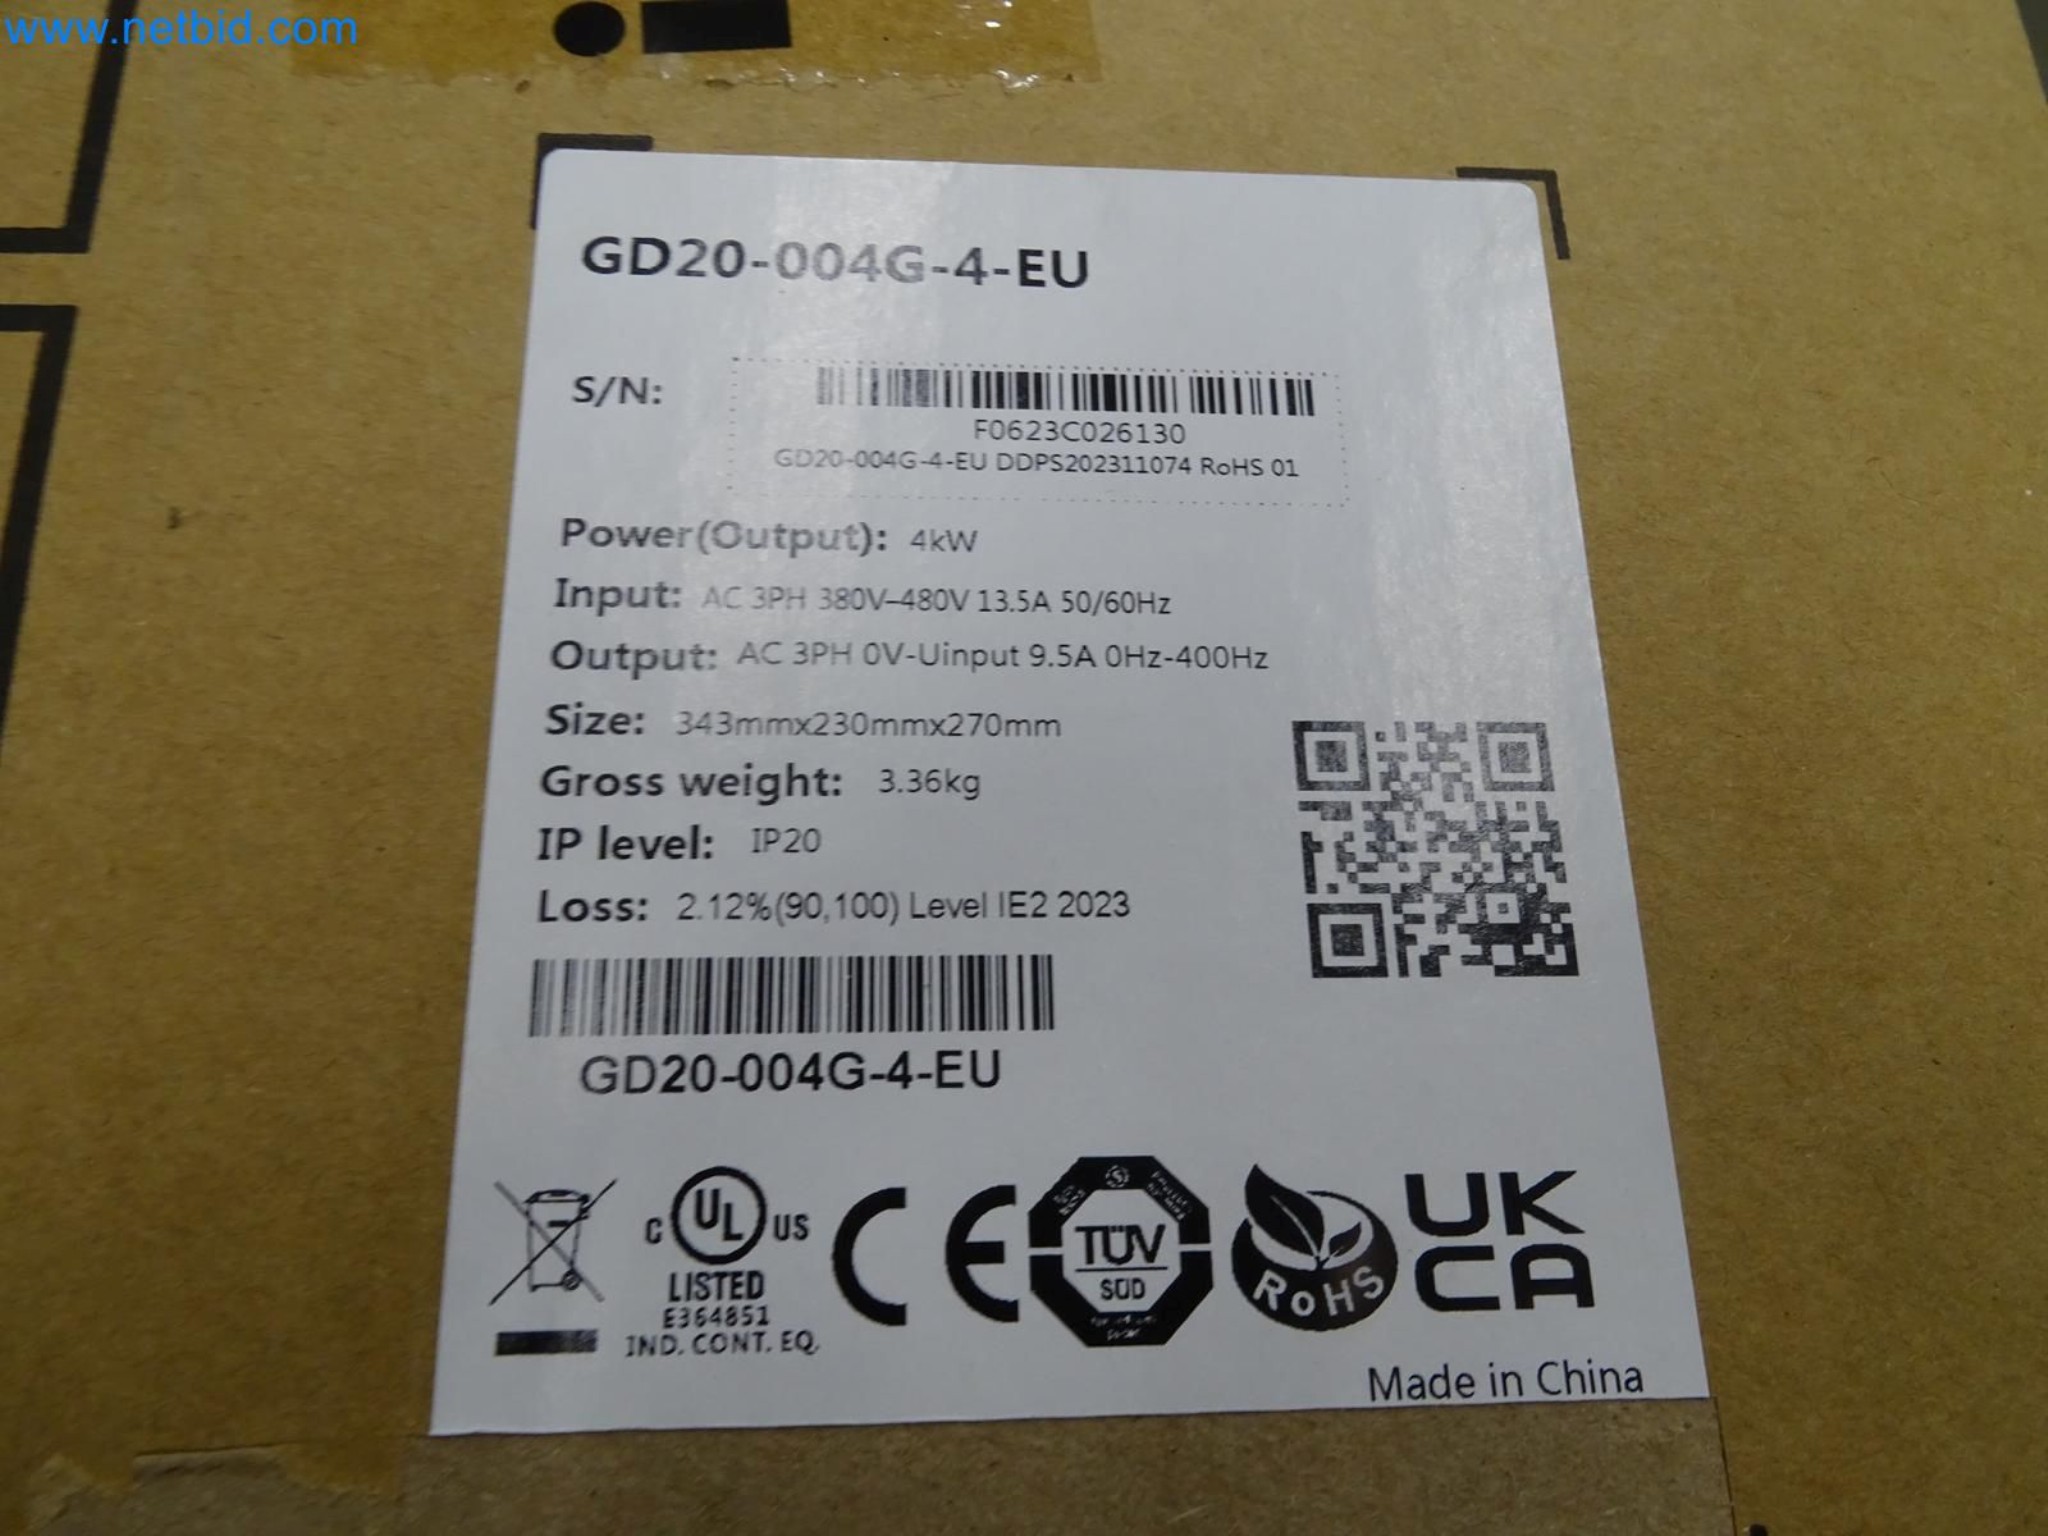 www.netbid.com
GD20-004G-4-EU
S/N:
F0623C026130
GD20-004G-4-EU DDPS202311074 RoHS 01
Power(Output): 4kW
Input: AC 3PH 380V–480V 13.5A 50/60Hz
Output: AC 3PH 0V-Uinput 9.5A 0Hz-400Hz
Size: 343mmx230mmx270mm
Gross weight: 3.36kg
IP level: IP20
Loss: 2.12%(90,100) Level IE2 2023
GD20-004G-4-EU
C UL US
LISTED
E364851
IND. CONT. EQ.
CE
TÜV
SÜD
RoHS
UK
CA
Made in China